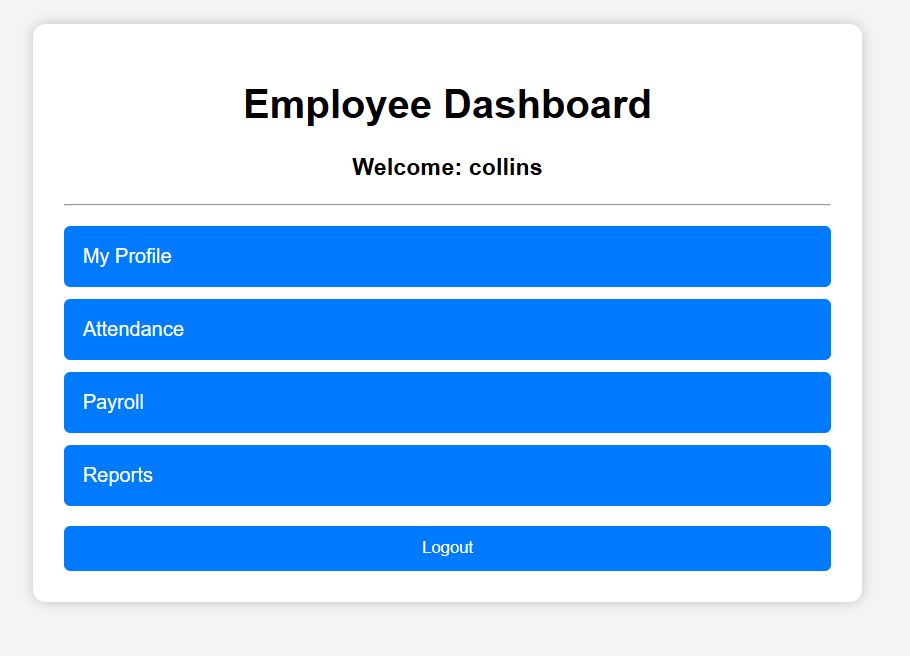 Employee Dashboard
Welcome: collins
My Profile
Attendance
Payroll
Reports
Logout